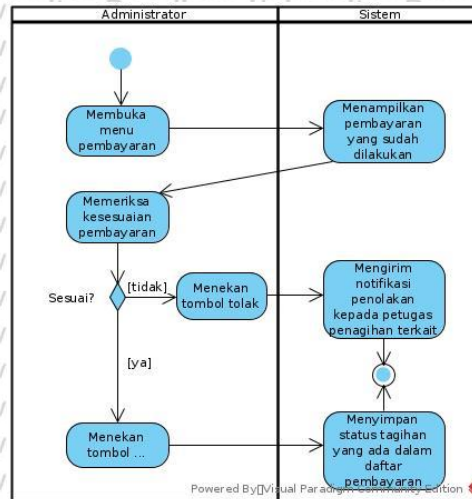 Administrator
Sistem
Membuka
menu
pembayaran
Menampilkan
pembayaran
yang sudah
dilakukan
Memeriksa
kesesuaian
pembayaran
Sesuai?
[tidak]
Menekan
tombol tolak
Mengirim
notifikasi
penolakan
kepada petugas
penagihan terkait
[ya]
Menekan
tombol ...
Menyimpan
status tagihan
yang ada dalam
daftar
pembayaran
Powered By Visual Paradigm Community Edition